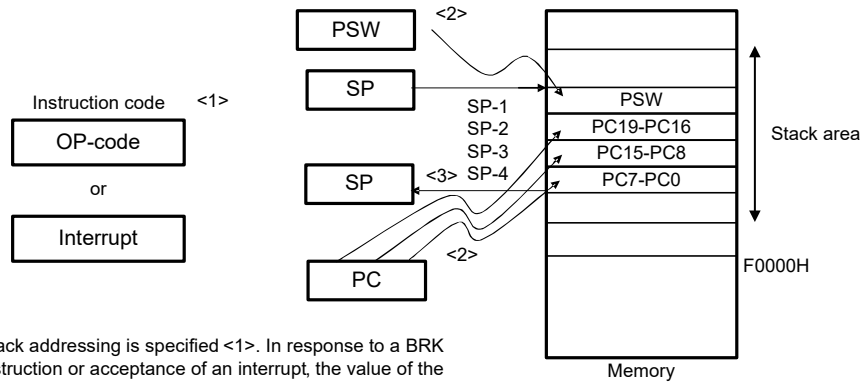 <2>
PSW
SP
Instruction code <1>
OP-code
or
Interrupt
SP-1
SP-2
SP-3
SP-4
<3>
SP
<2>
PC
PSW
PC19-PC16
PC15-PC8
PC7-PC0
Stack area
F0000H
Memory
ack addressing is specified <1>. In response to a BRK
struction or acceptance of an interrupt, the value of the